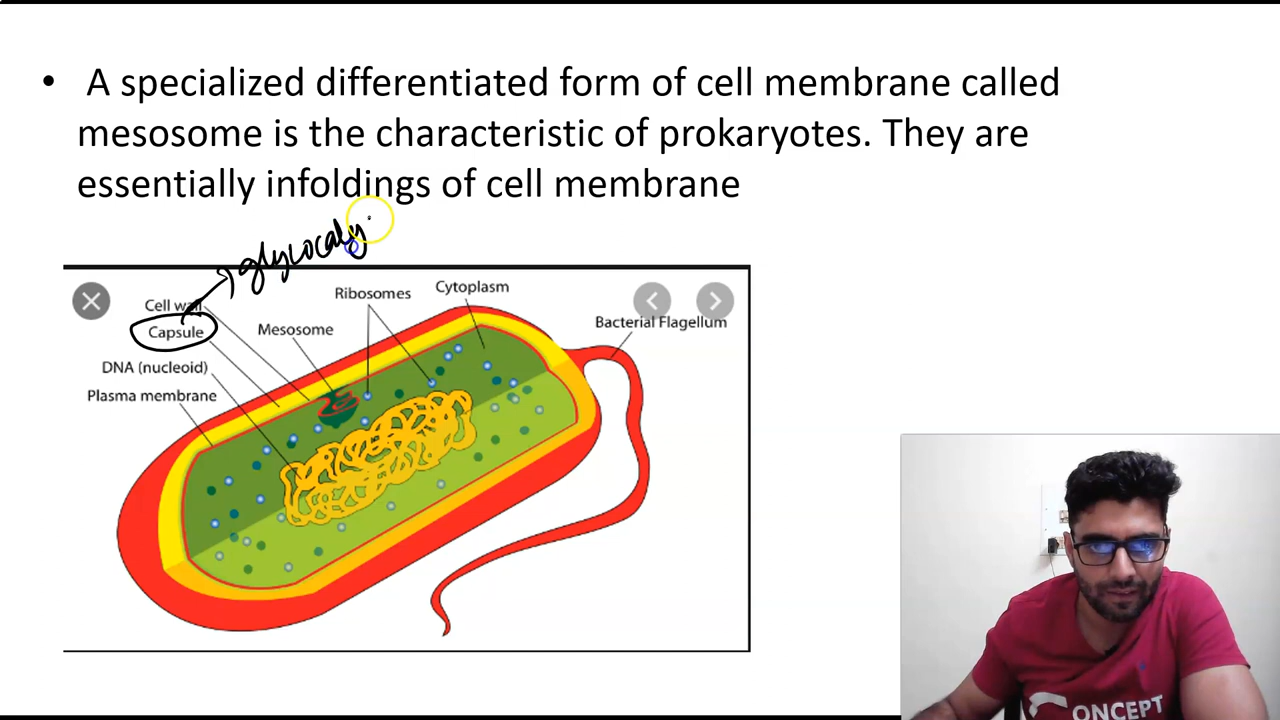 • A specialized differentiated form of cell membrane called
mesosome is the characteristic of prokaryotes. They are
essentially infoldings of cell membrane
glycocaly
Cell wall
Capsule
DNA (nucleoid)
Plasma membrane
Mesosome
Ribosomes
Cytoplasm
Bacterial Flagellum
ONCEPT